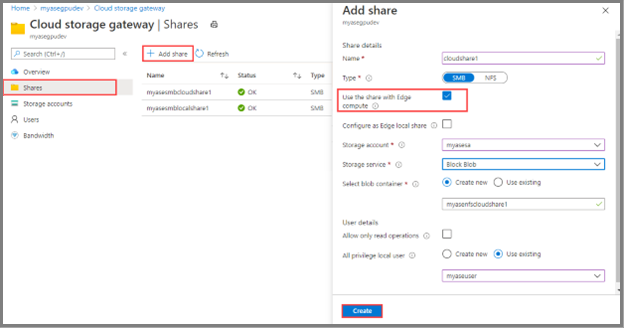 Home > myasegpudev > Cloud storage gateway
Cloud storage gateway | Shares
myasegpudev
Search (Ctrl+/)
«
Overview
Shares
Storage accounts
Users
Bandwidth
+ Add share
Refresh
Name
Status
Type
myasesmbcloudshare1
OK
SMB
myasesmblocalshare1
OK
SMB
Add share
myasegpudev
Share details
Name *
cloudshare1
Type *
SMB
NFS
Use the share with Edge
compute
Configure as Edge local share
Storage account *
myasesa
Storage service *
Block Blob
Select blob container *
Create new
Use existing
myasenfscloudshare1
User details
Allow only read operations
All privilege local user
Create new
Use existing
myaseuser
Create